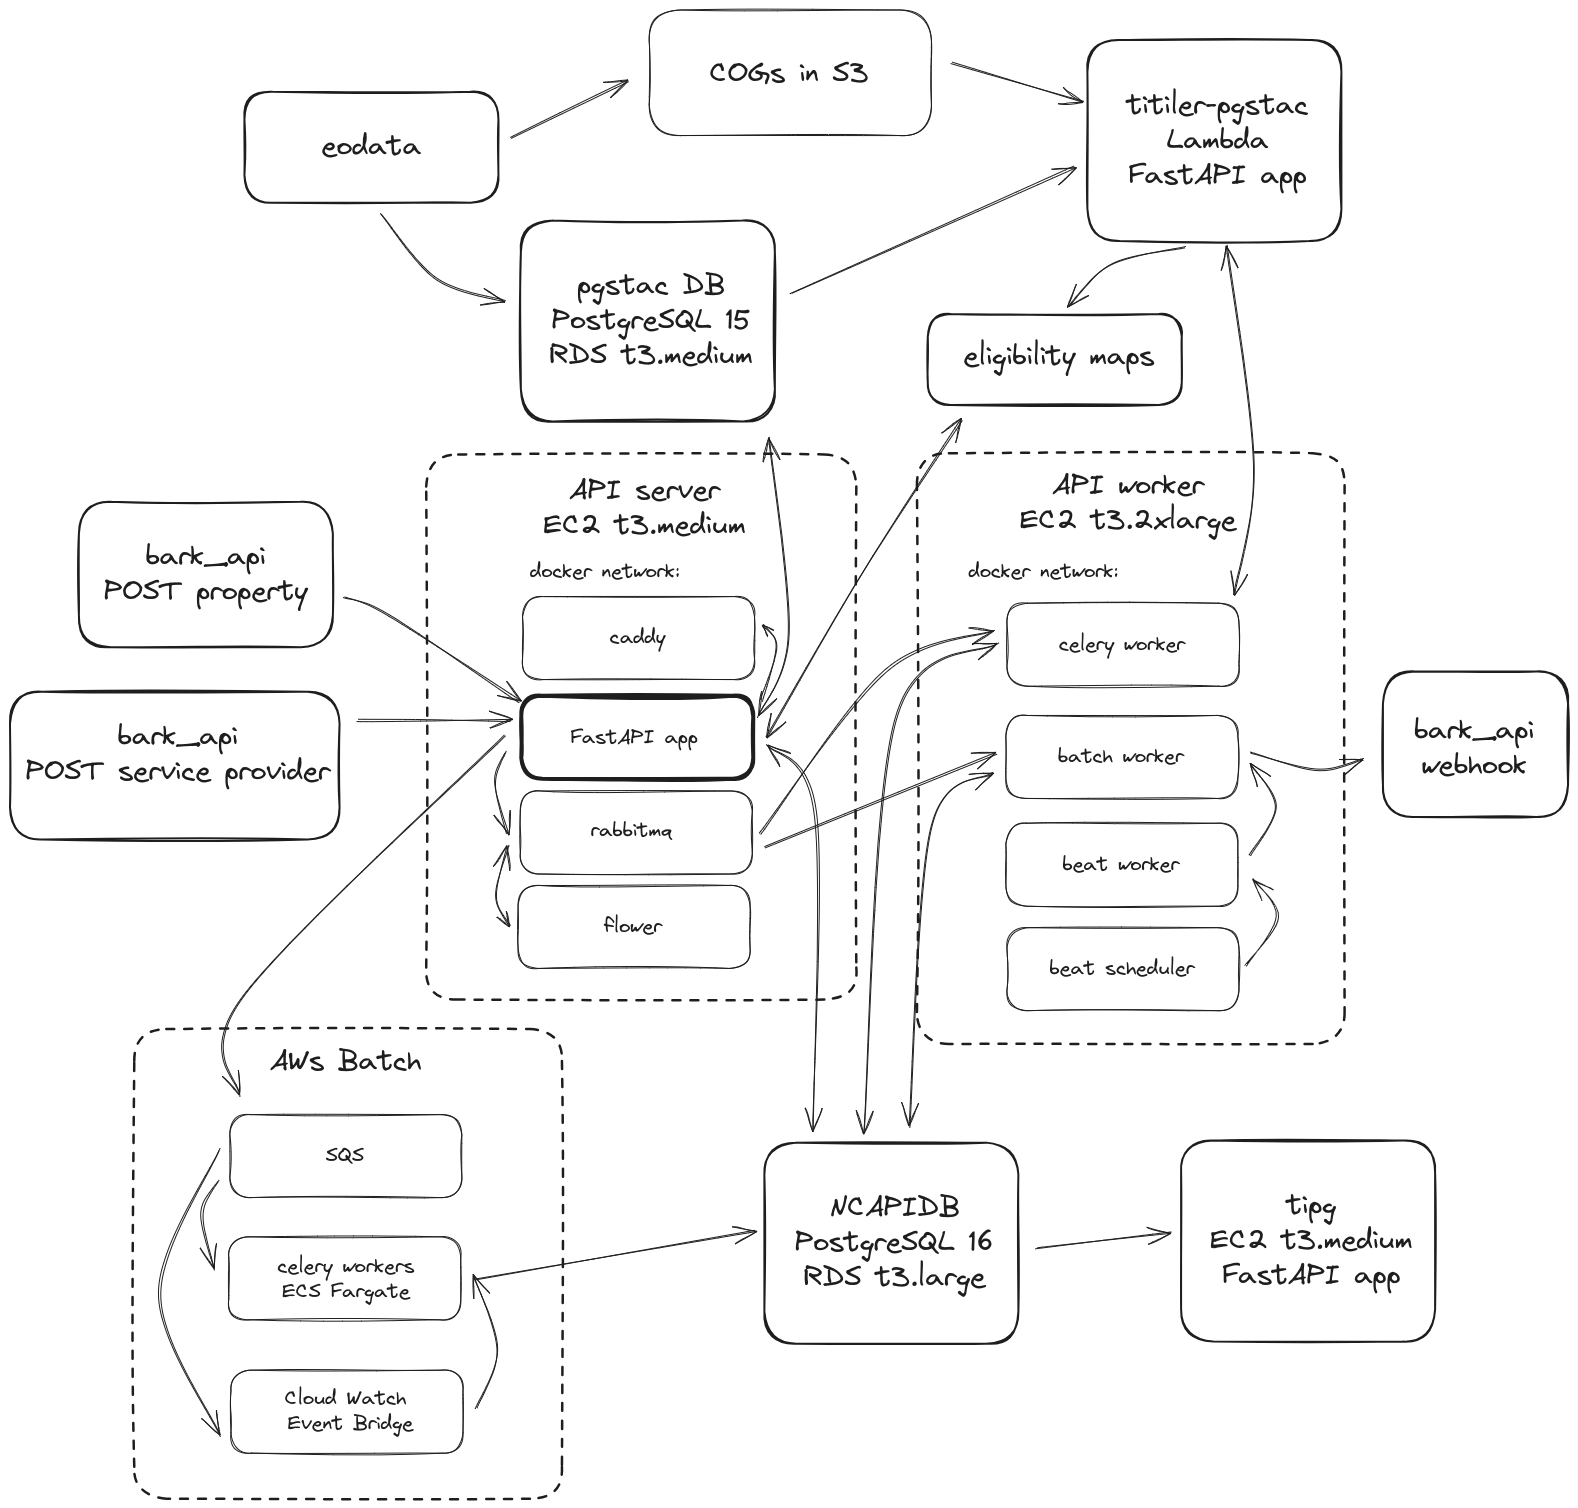 COGs in S3
eodata
titiler-pgstac
Lambda
FastAPI app
pgstac DB
PostgreSQL 15
RDS t3.medium
eligibility maps
API server
EC2 t3.medium
docker network:
caddy
FastAPI app
rabbitmq
flower
API worker
EC2 t3.2xlarge
docker network:
celery worker
batch worker
beat worker
beat scheduler
bark_api
POST property
bark_api
POST service provider
bark_api
webhook
AWS Batch
SQS
celery workers
ECS Fargate
Cloud Watch
Event Bridge
NCAPIDB
PostgreSQL 16
RDS t3.large
tipg
EC2 t3.medium
FastAPI app